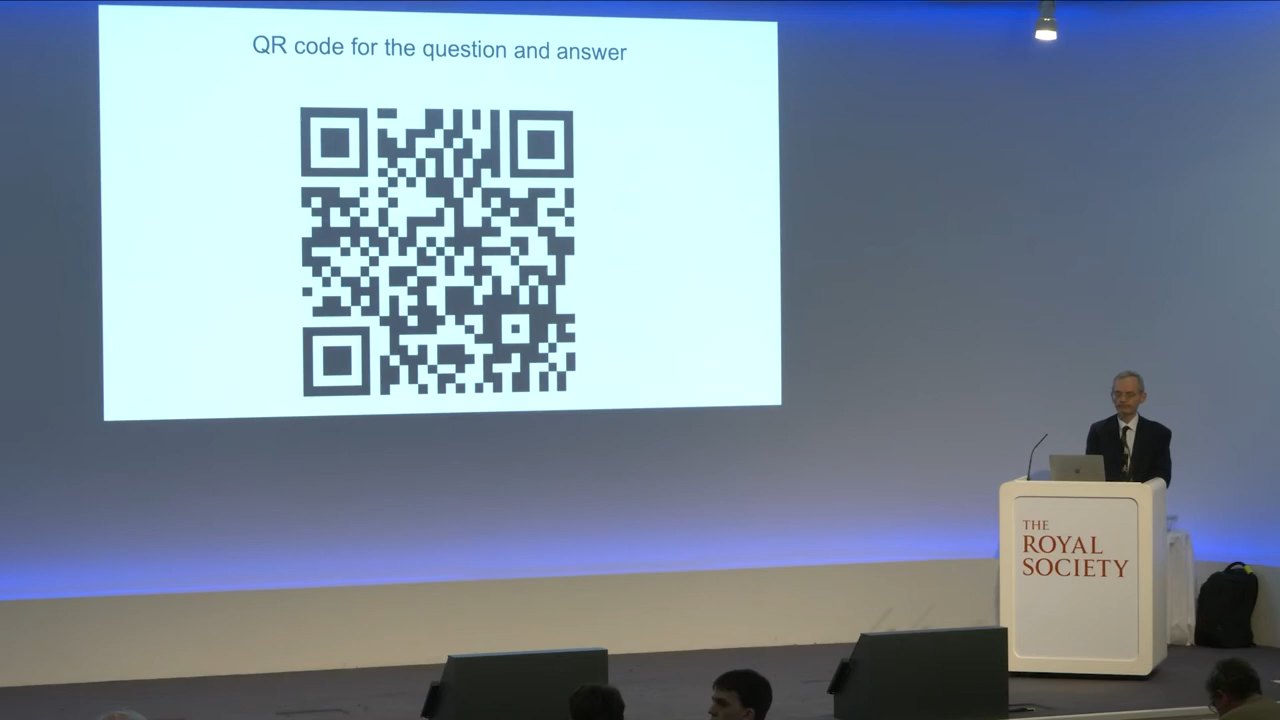 QR code for the question and answer
THE
ROYAL
SOCIETY